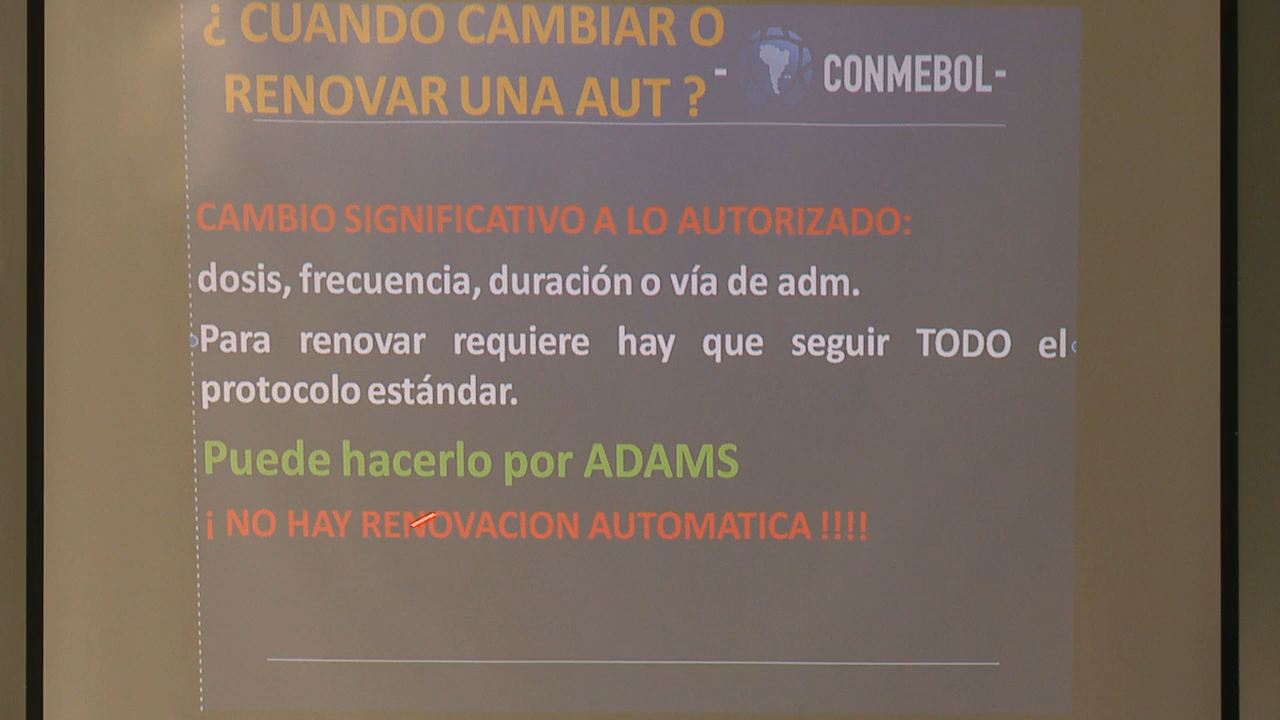 ¿ CUANDO CAMBIAR O
RENOVAR UNA AUT ?
- CONMEBOL-
CAMBIO SIGNIFICATIVO A LO AUTORIZADO:
dosis, frecuencia, duración o vía de adm.
Para renovar requiere hay que seguir TODO el
protocolo estándar.
Puede hacerlo por ADAMS
¡ NO HAY RENOVACION AUTOMATICA !!!!